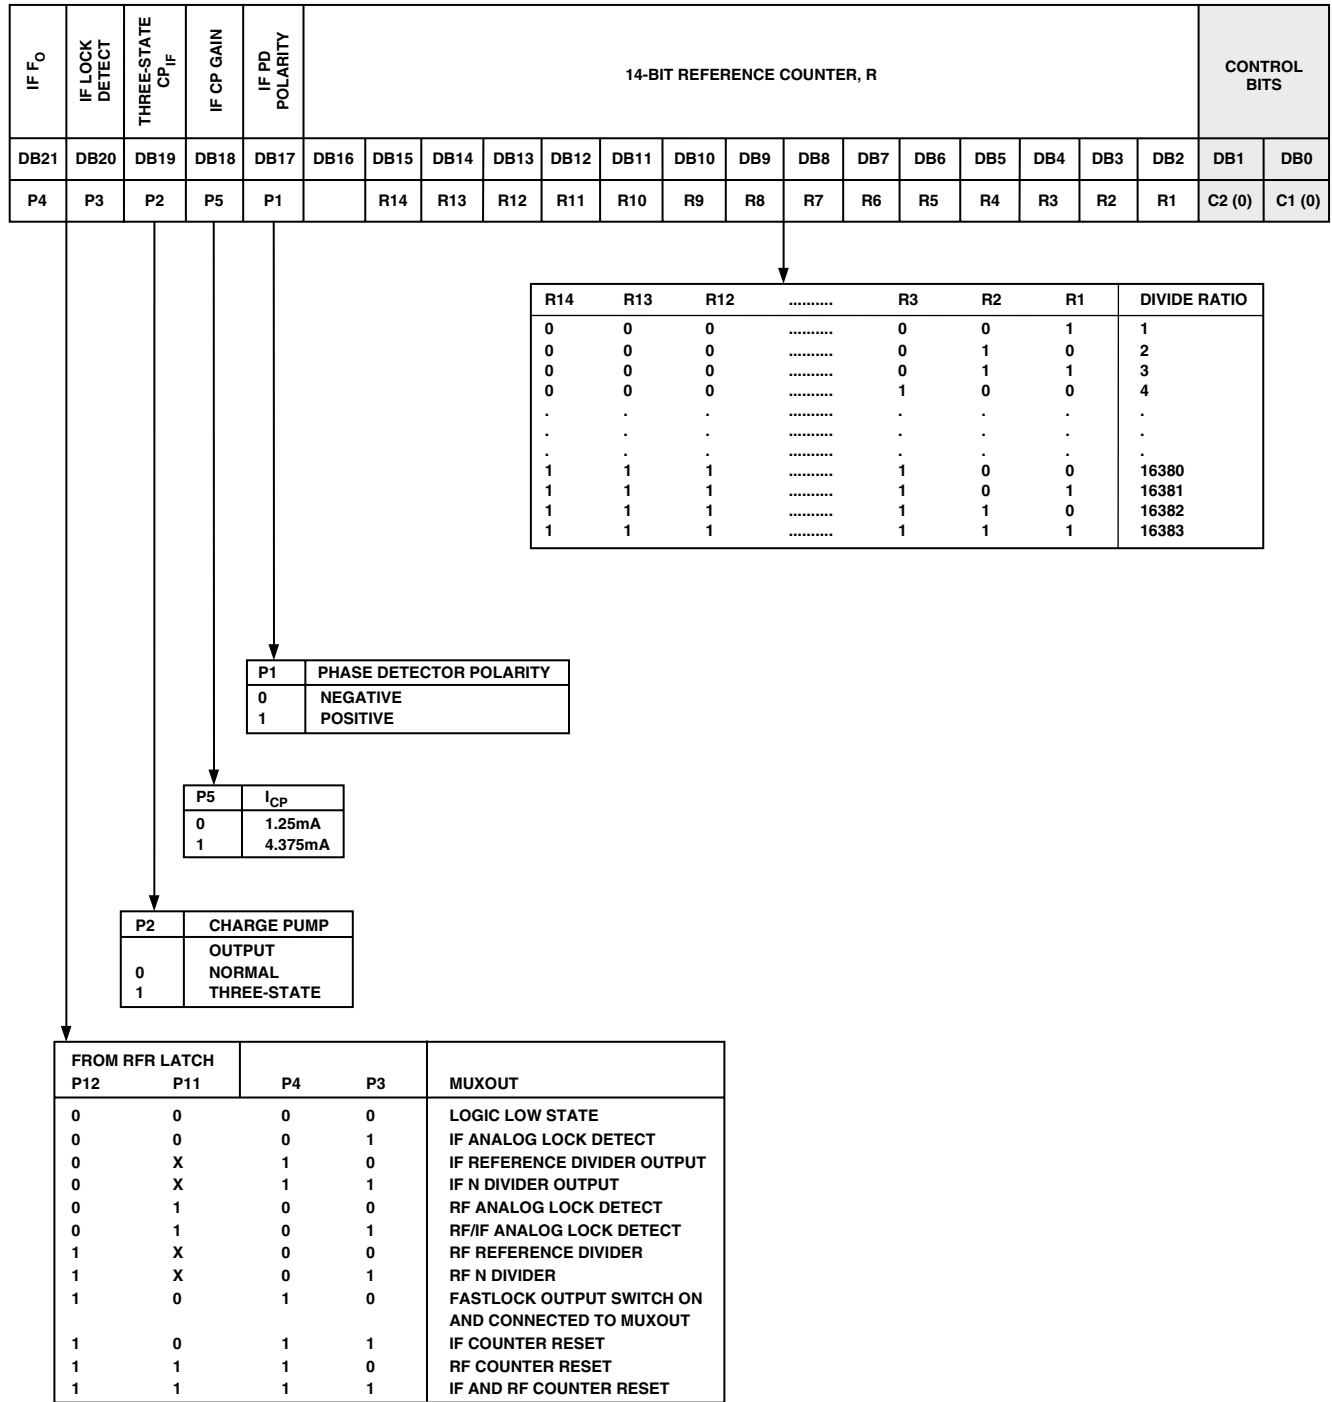 IF FO
IF LOCK DETECT
THREE-STATE CPIF
IF CP GAIN
IF PD POLARITY
14-BIT REFERENCE COUNTER, R
CONTROL BITS
DB21 DB20 DB19 DB18 DB17 DB16 DB15 DB14 DB13 DB12 DB11 DB10 DB9 DB8 DB7 DB6 DB5 DB4 DB3 DB2 DB1 DB0
P4 P3 P2 P5 P1 R14 R13 R12 R11 R10 R9 R8 R7 R6 R5 R4 R3 R2 R1 C2 (0) C1 (0)
R14 R13 R12 .......... R3 R2 R1 DIVIDE RATIO
0 0 0 .......... 0 0 1 1
0 0 0 .......... 0 1 0 2
0 0 0 .......... 0 1 1 3
0 0 0 .......... 1 0 0 4
. . . .......... . . . .
. . . .......... . . . .
. . . .......... . . . .
1 1 1 .......... 1 0 0 16380
1 1 1 .......... 1 0 1 16381
1 1 1 .......... 1 1 0 16382
1 1 1 .......... 1 1 1 16383
P1 PHASE DETECTOR POLARITY
0 NEGATIVE
1 POSITIVE
P5 ICP
0 1.25mA
1 4.375mA
P2 CHARGE PUMP
OUTPUT
0 NORMAL
1 THREE-STATE
FROM RFR LATCH
P12 P11 P4 P3 MUXOUT
0 0 0 0 LOGIC LOW STATE
0 0 0 1 IF ANALOG LOCK DETECT
0 X 1 0 IF REFERENCE DIVIDER OUTPUT
0 X 1 1 IF N DIVIDER OUTPUT
0 1 0 0 RF ANALOG LOCK DETECT
0 1 0 1 RF/IF ANALOG LOCK DETECT
1 X 0 0 RF REFERENCE DIVIDER
1 X 0 1 RF N DIVIDER
1 0 1 0 FASTLOCK OUTPUT SWITCH ON
AND CONNECTED TO MUXOUT
1 0 1 1 IF COUNTER RESET
1 1 1 0 RF COUNTER RESET
1 1 1 1 IF AND RF COUNTER RESET